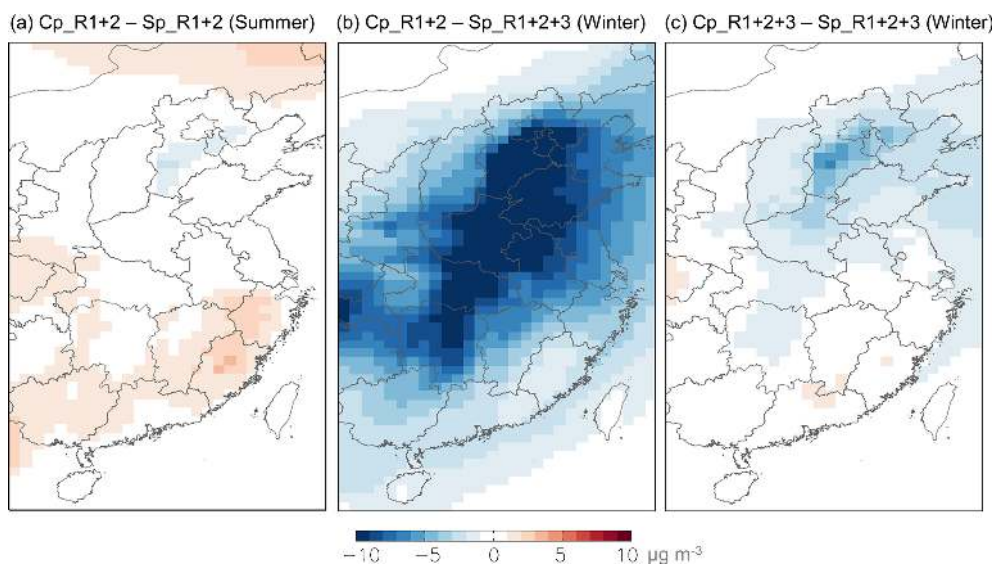 (a) Cp_R1+2 – Sp_R1+2 (Summer)
(b) Cp_R1+2 – Sp_R1+2+3 (Winter)
(c) Cp_R1+2+3 – Sp_R1+2+3 (Winter)
−10 −5 0 5 10 µg m⁻³